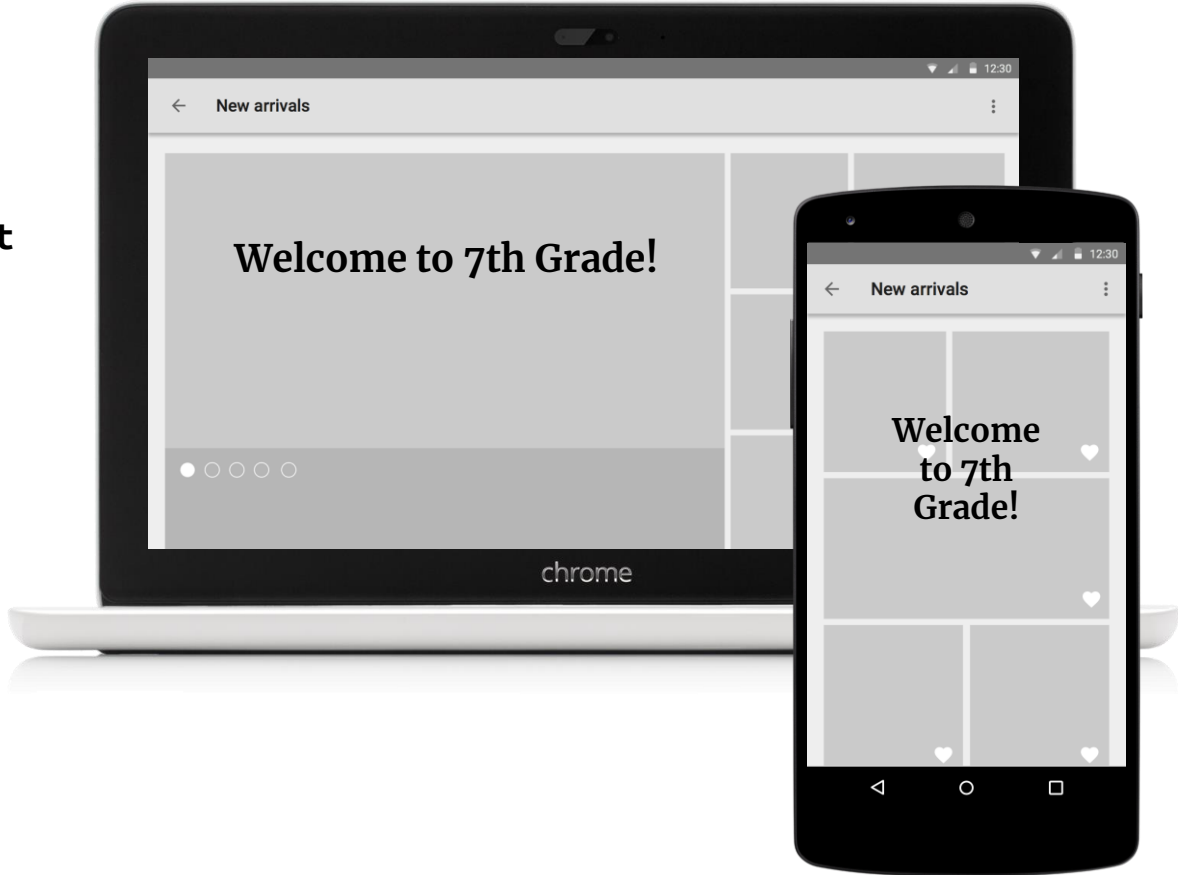 12:30
New arrivals
Welcome to 7th Grade!
chrome
12:30
New arrivals
Welcome
to 7th
Grade!